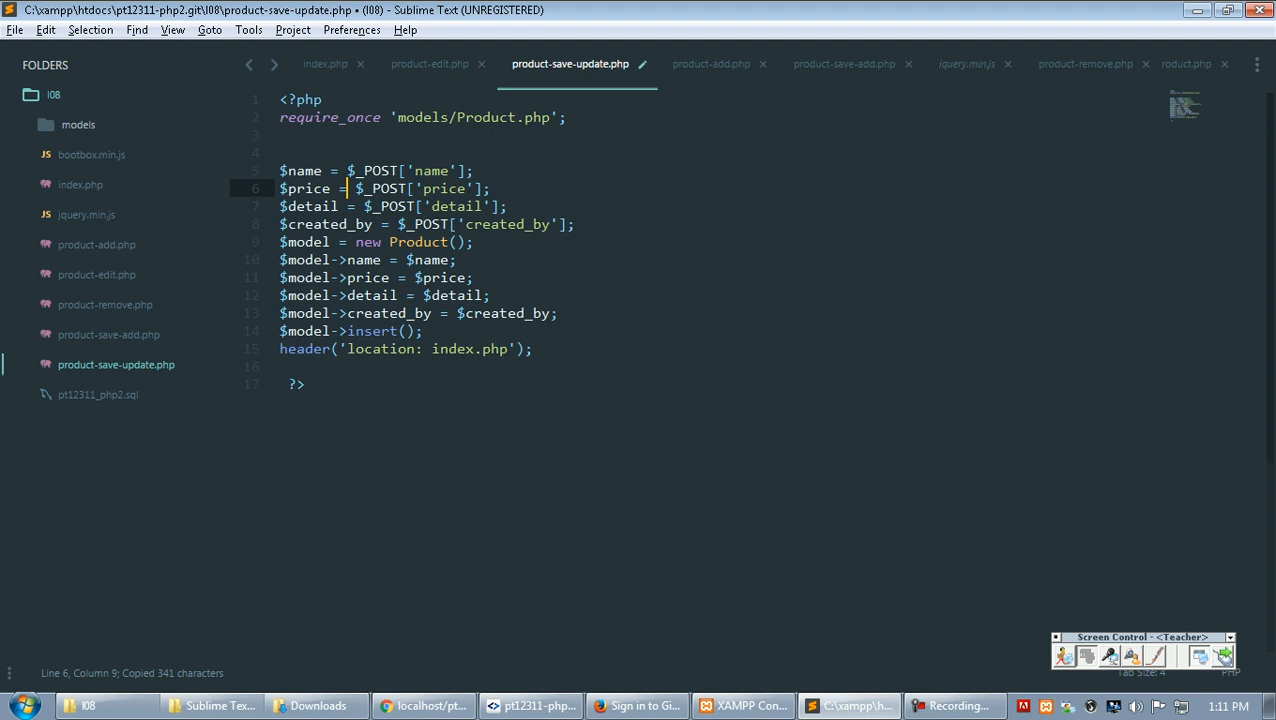 C:\xampp\htdocs\pt12311-php2.git\l08\product-save-update.php • (l08) - Sublime Text (UNREGISTERED)
File Edit Selection Find View Goto Tools Project Preferences Help
FOLDERS
l08
models
JS bootbox.min.js
index.php
JS jquery.min.js
product-add.php
product-edit.php
product-remove.php
product-save-add.php
product-save-update.php
pt12311_php2.sql
index.php product-edit.php product-save-update.php product-add.php product-save-add.php jquery.min.js product-remove.php roduct.php
1 <?php
2 require_once 'models/Product.php';
3
4
5 $name = $_POST['name'];
6 $price = $_POST['price'];
7 $detail = $_POST['detail'];
8 $created_by = $_POST['created_by'];
9 $model = new Product();
10 $model->name = $name;
11 $model->price = $price;
12 $model->detail = $detail;
13 $model->created_by = $created_by;
14 $model->insert();
15 header('location: index.php');
16
17 ?>
Screen Control - <Teacher>
Line 6, Column 9; Copied 341 characters
Tab Size: 4 PHP
l08 Sublime Tex... Downloads localhost/pt... pt12311-php... Sign in to Gi... XAMPP Con... C:\xampp\h... Recording... 1:11 PM